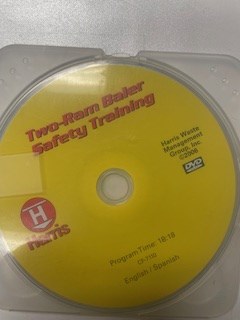 Two-Ram Baler
Safety Training
Harris Waste
Management
Group, Inc.
©2008
DVD
H
Harris
Program Time: 18:18
English / Spanish